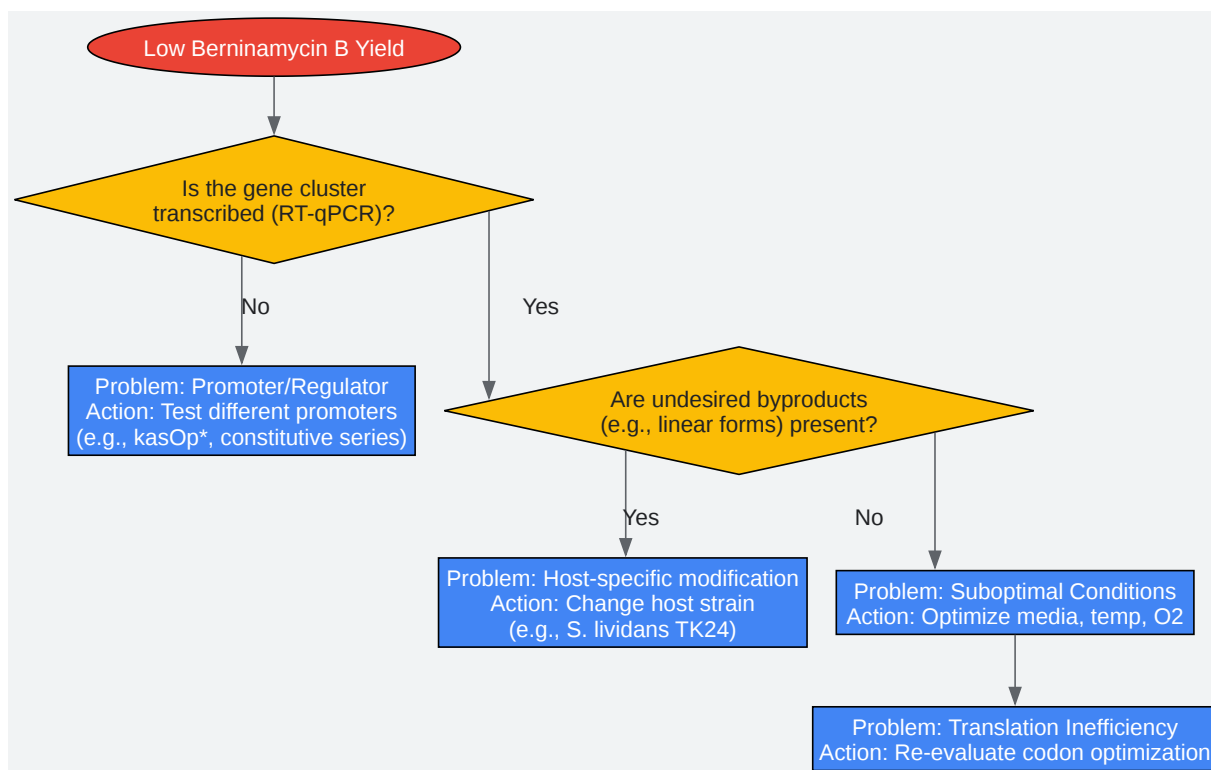 Low Berninamycin B Yield
Is the gene cluster
transcribed (RT-qPCR)?
No
Yes
Problem: Promoter/Regulator
Action: Test different promoters
(e.g., kasOp*, constitutive series)
Are undesired byproducts
(e.g., linear forms) present?
Yes
No
Problem: Host-specific modification
Action: Change host strain
(e.g., S. lividans TK24)
Problem: Suboptimal Conditions
Action: Optimize media, temp, O2
Problem: Translation Inefficiency
Action: Re-evaluate codon optimization